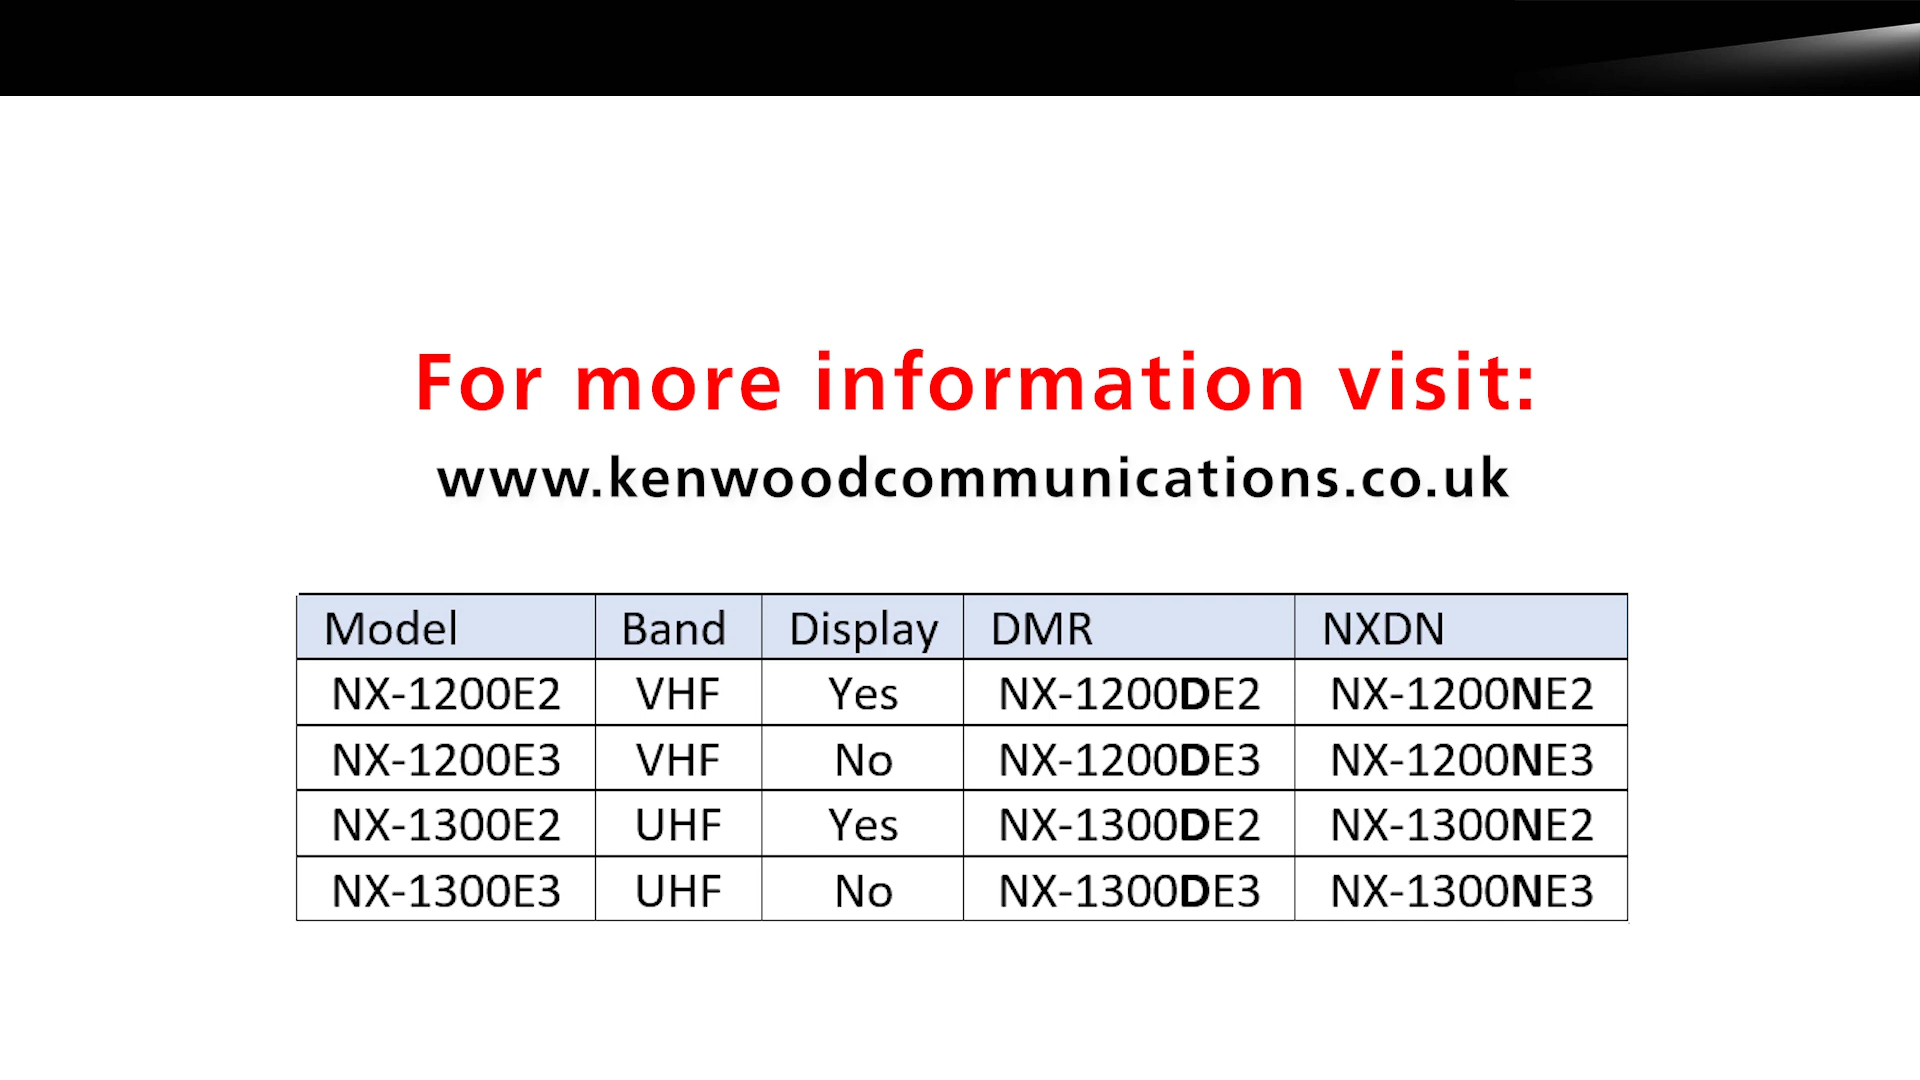 For more information visit:
www.kenwoodcommunications.co.uk
Model Band Display DMR NXDN
NX-1200E2 VHF Yes NX-1200DE2 NX-1200NE2
NX-1200E3 VHF No NX-1200DE3 NX-1200NE3
NX-1300E2 UHF Yes NX-1300DE2 NX-1300NE2
NX-1300E3 UHF No NX-1300DE3 NX-1300NE3